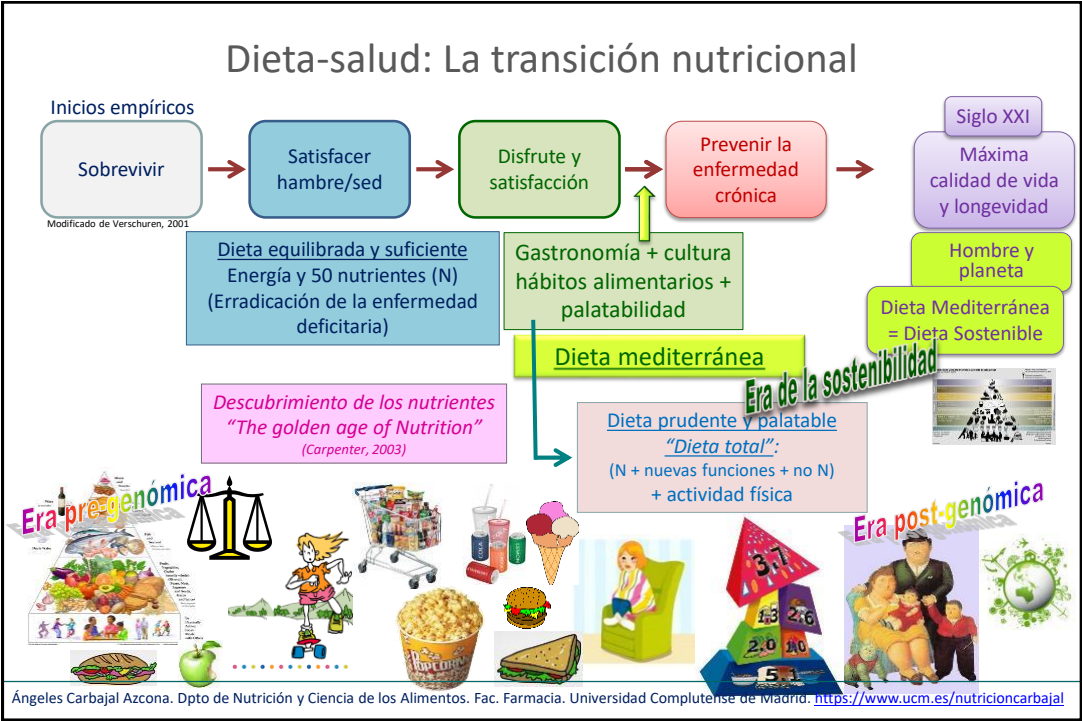 Dieta-salud: La transición nutricional
Inicios empíricos
Sobrevivir
Satisfacer
hambre/sed
Disfrute y
satisfacción
Prevenir la
enfermedad
crónica
Siglo XXI
Máxima
calidad de vida
y longevidad
Modificado de Verschuren, 2001
Dieta equilibrada y suficiente
Energía y 50 nutrientes (N)
(Erradicación de la enfermedad
deficitaria)
Gastronomía + cultura
hábitos alimentarios +
palatabilidad
Hombre y
planeta
Dieta Mediterránea
= Dieta Sostenible
Dieta mediterránea
Era de la sostenibilidad
Descubrimiento de los nutrientes
“The golden age of Nutrition”
(Carpenter, 2003)
Dieta prudente y palatable
“Dieta total”:
(N + nuevas funciones + no N)
+ actividad física
Era pre-genómica
Era post-genómica
COLA
POPCORN
3.7
1.3 2.6
2.0 1.0
5.1
Ángeles Carbajal Azcona. Dpto de Nutrición y Ciencia de los Alimentos. Fac. Farmacia. Universidad Complutense de Madrid. https://www.ucm.es/nutricioncarbajal